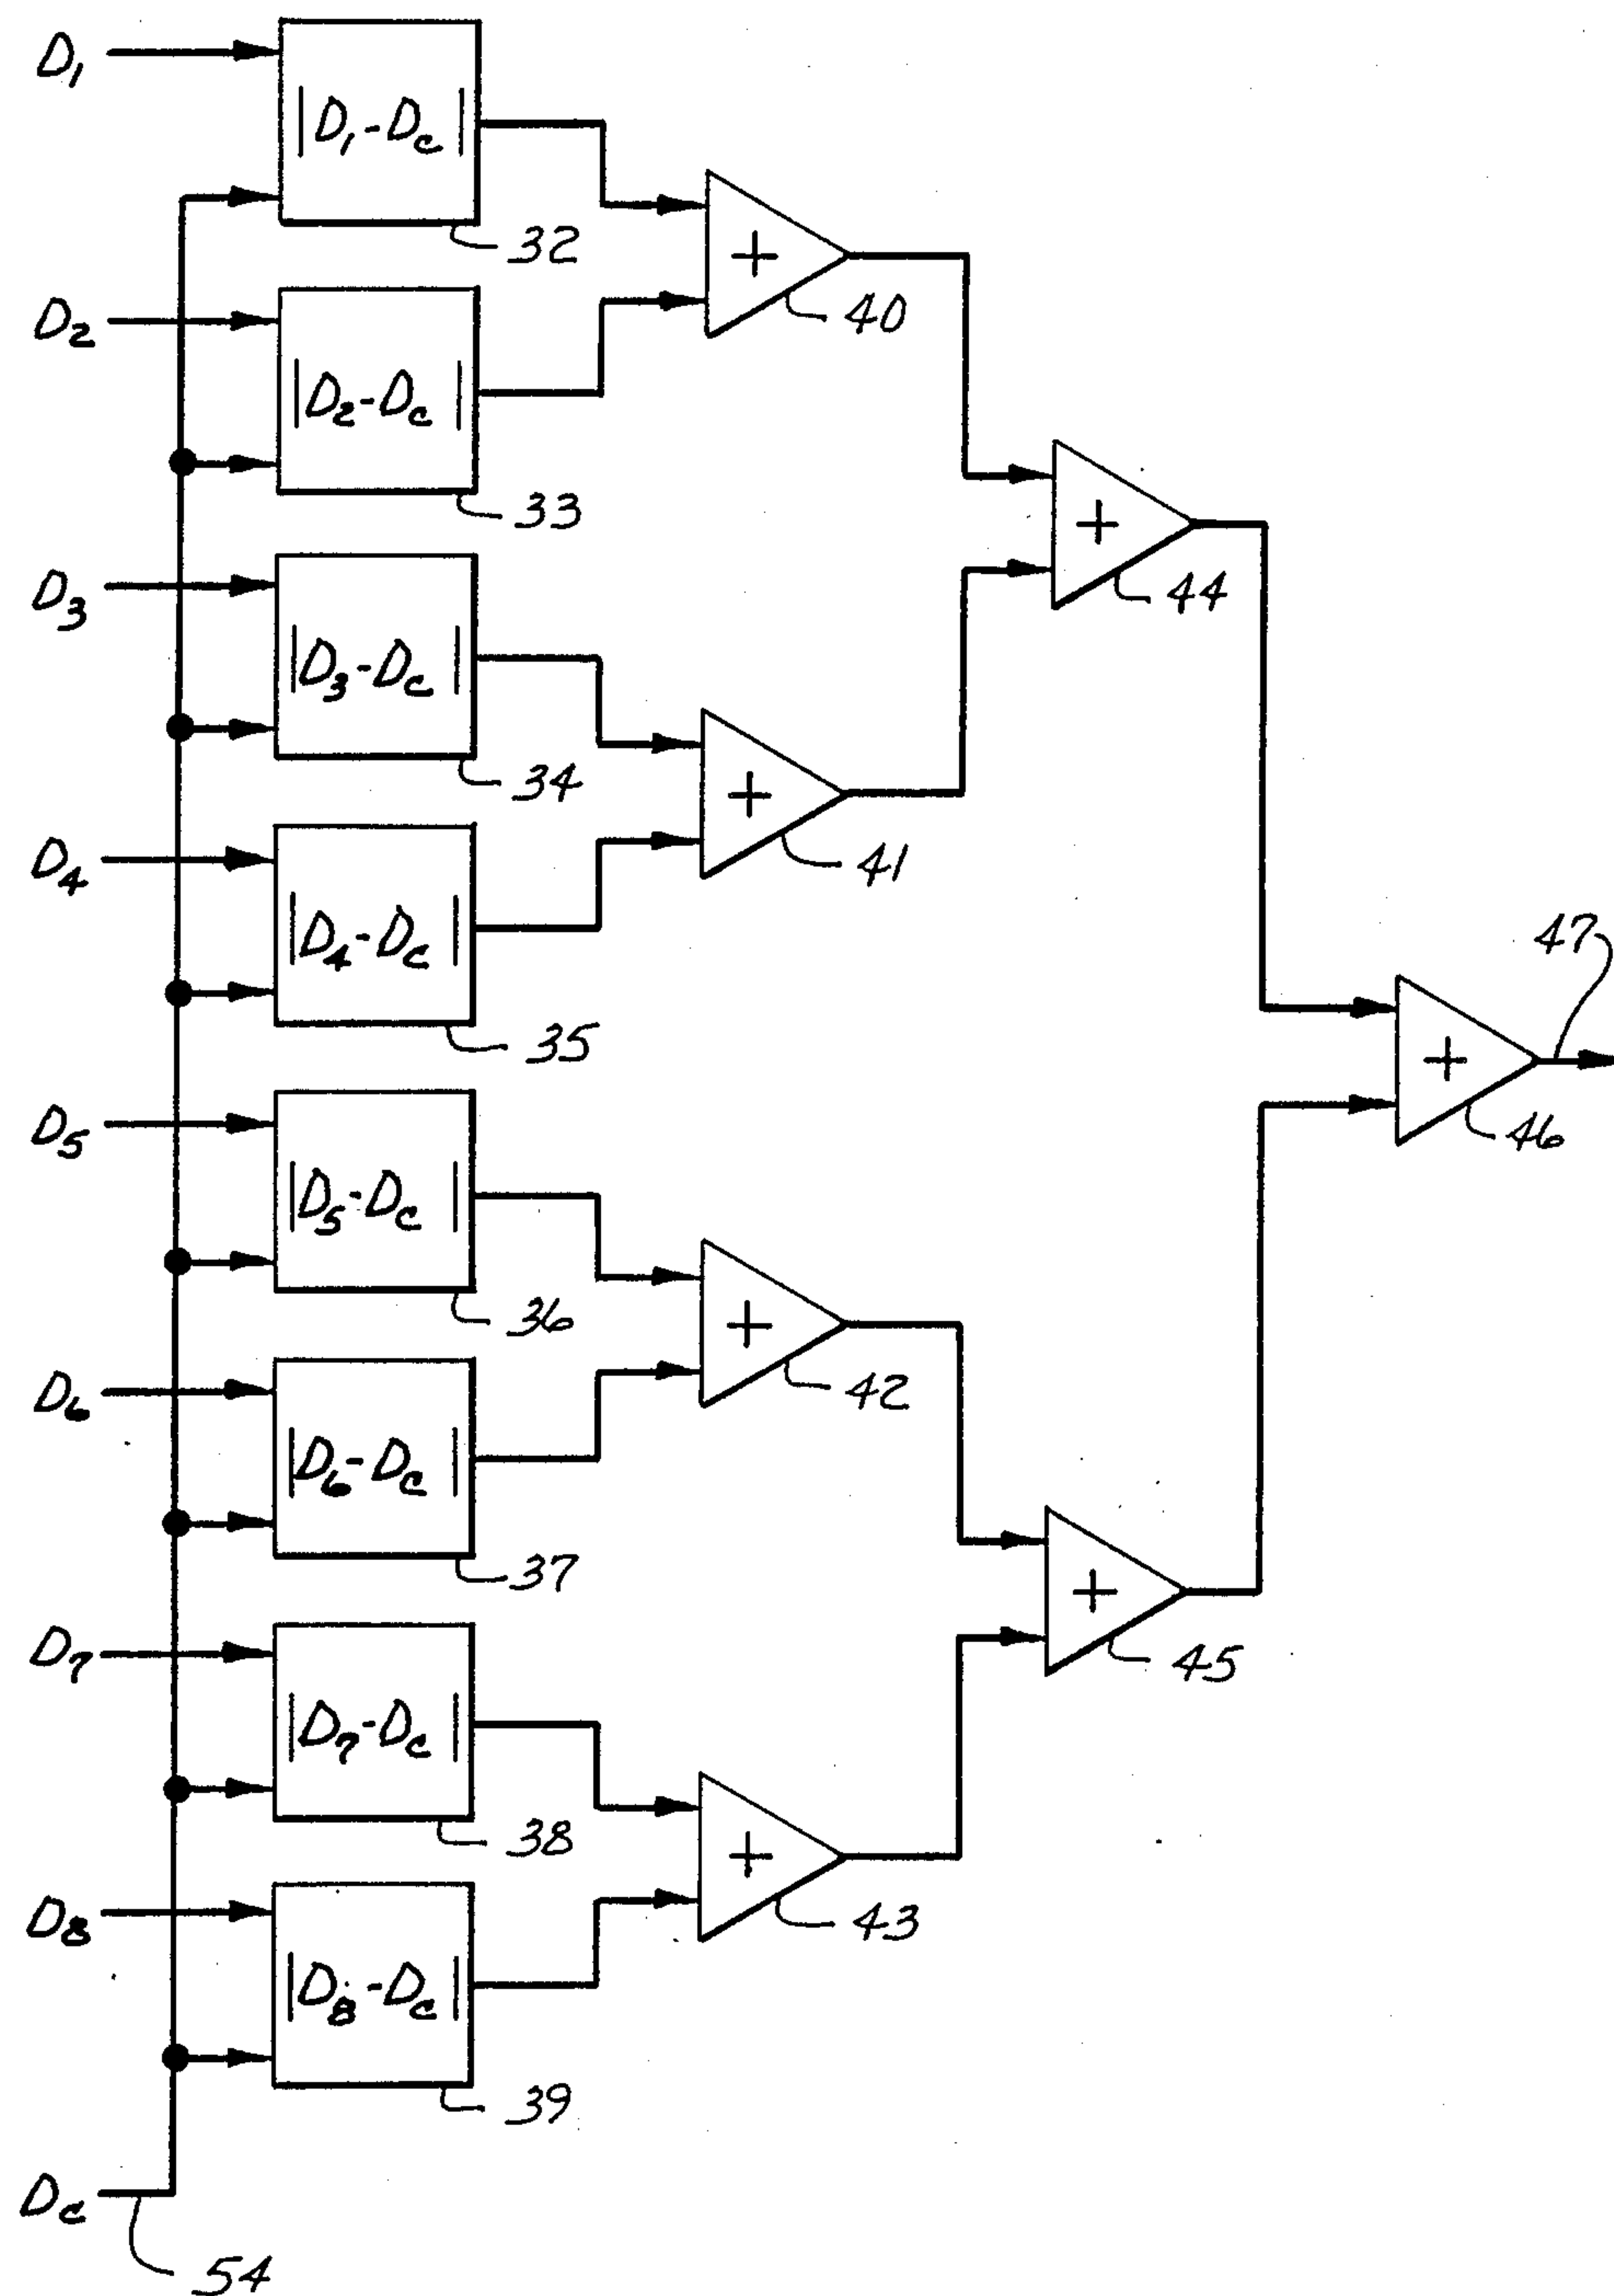 D₁
|D₁-Dc|
32
+
40
D₂
|D₂-Dc|
33
+
44
D₃
|D₃-Dc|
34
+
41
D₄
|D₄-Dc|
35
47
+
46
D₅
|D₅-Dc|
36
+
42
D₆
|D₆-Dc|
37
+
45
D₇
|D₇-Dc|
38
+
43
D₈
|D₈-Dc|
39
Dc
54